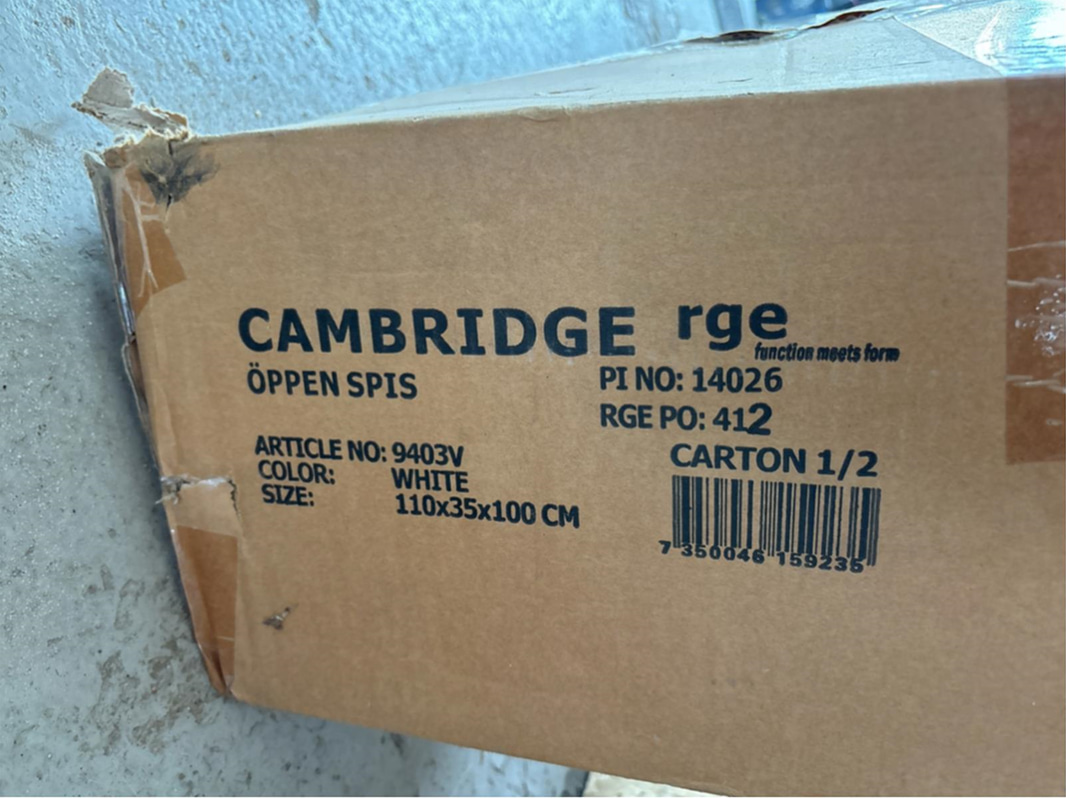 CAMBRIDGE
ÖPPEN SPIS
ARTICLE NO: 9403V
COLOR: WHITE
SIZE: 110x35x100 CM
rge
function meets form
PI NO: 14026
RGE PO: 412
CARTON 1/2
7 350046 159235